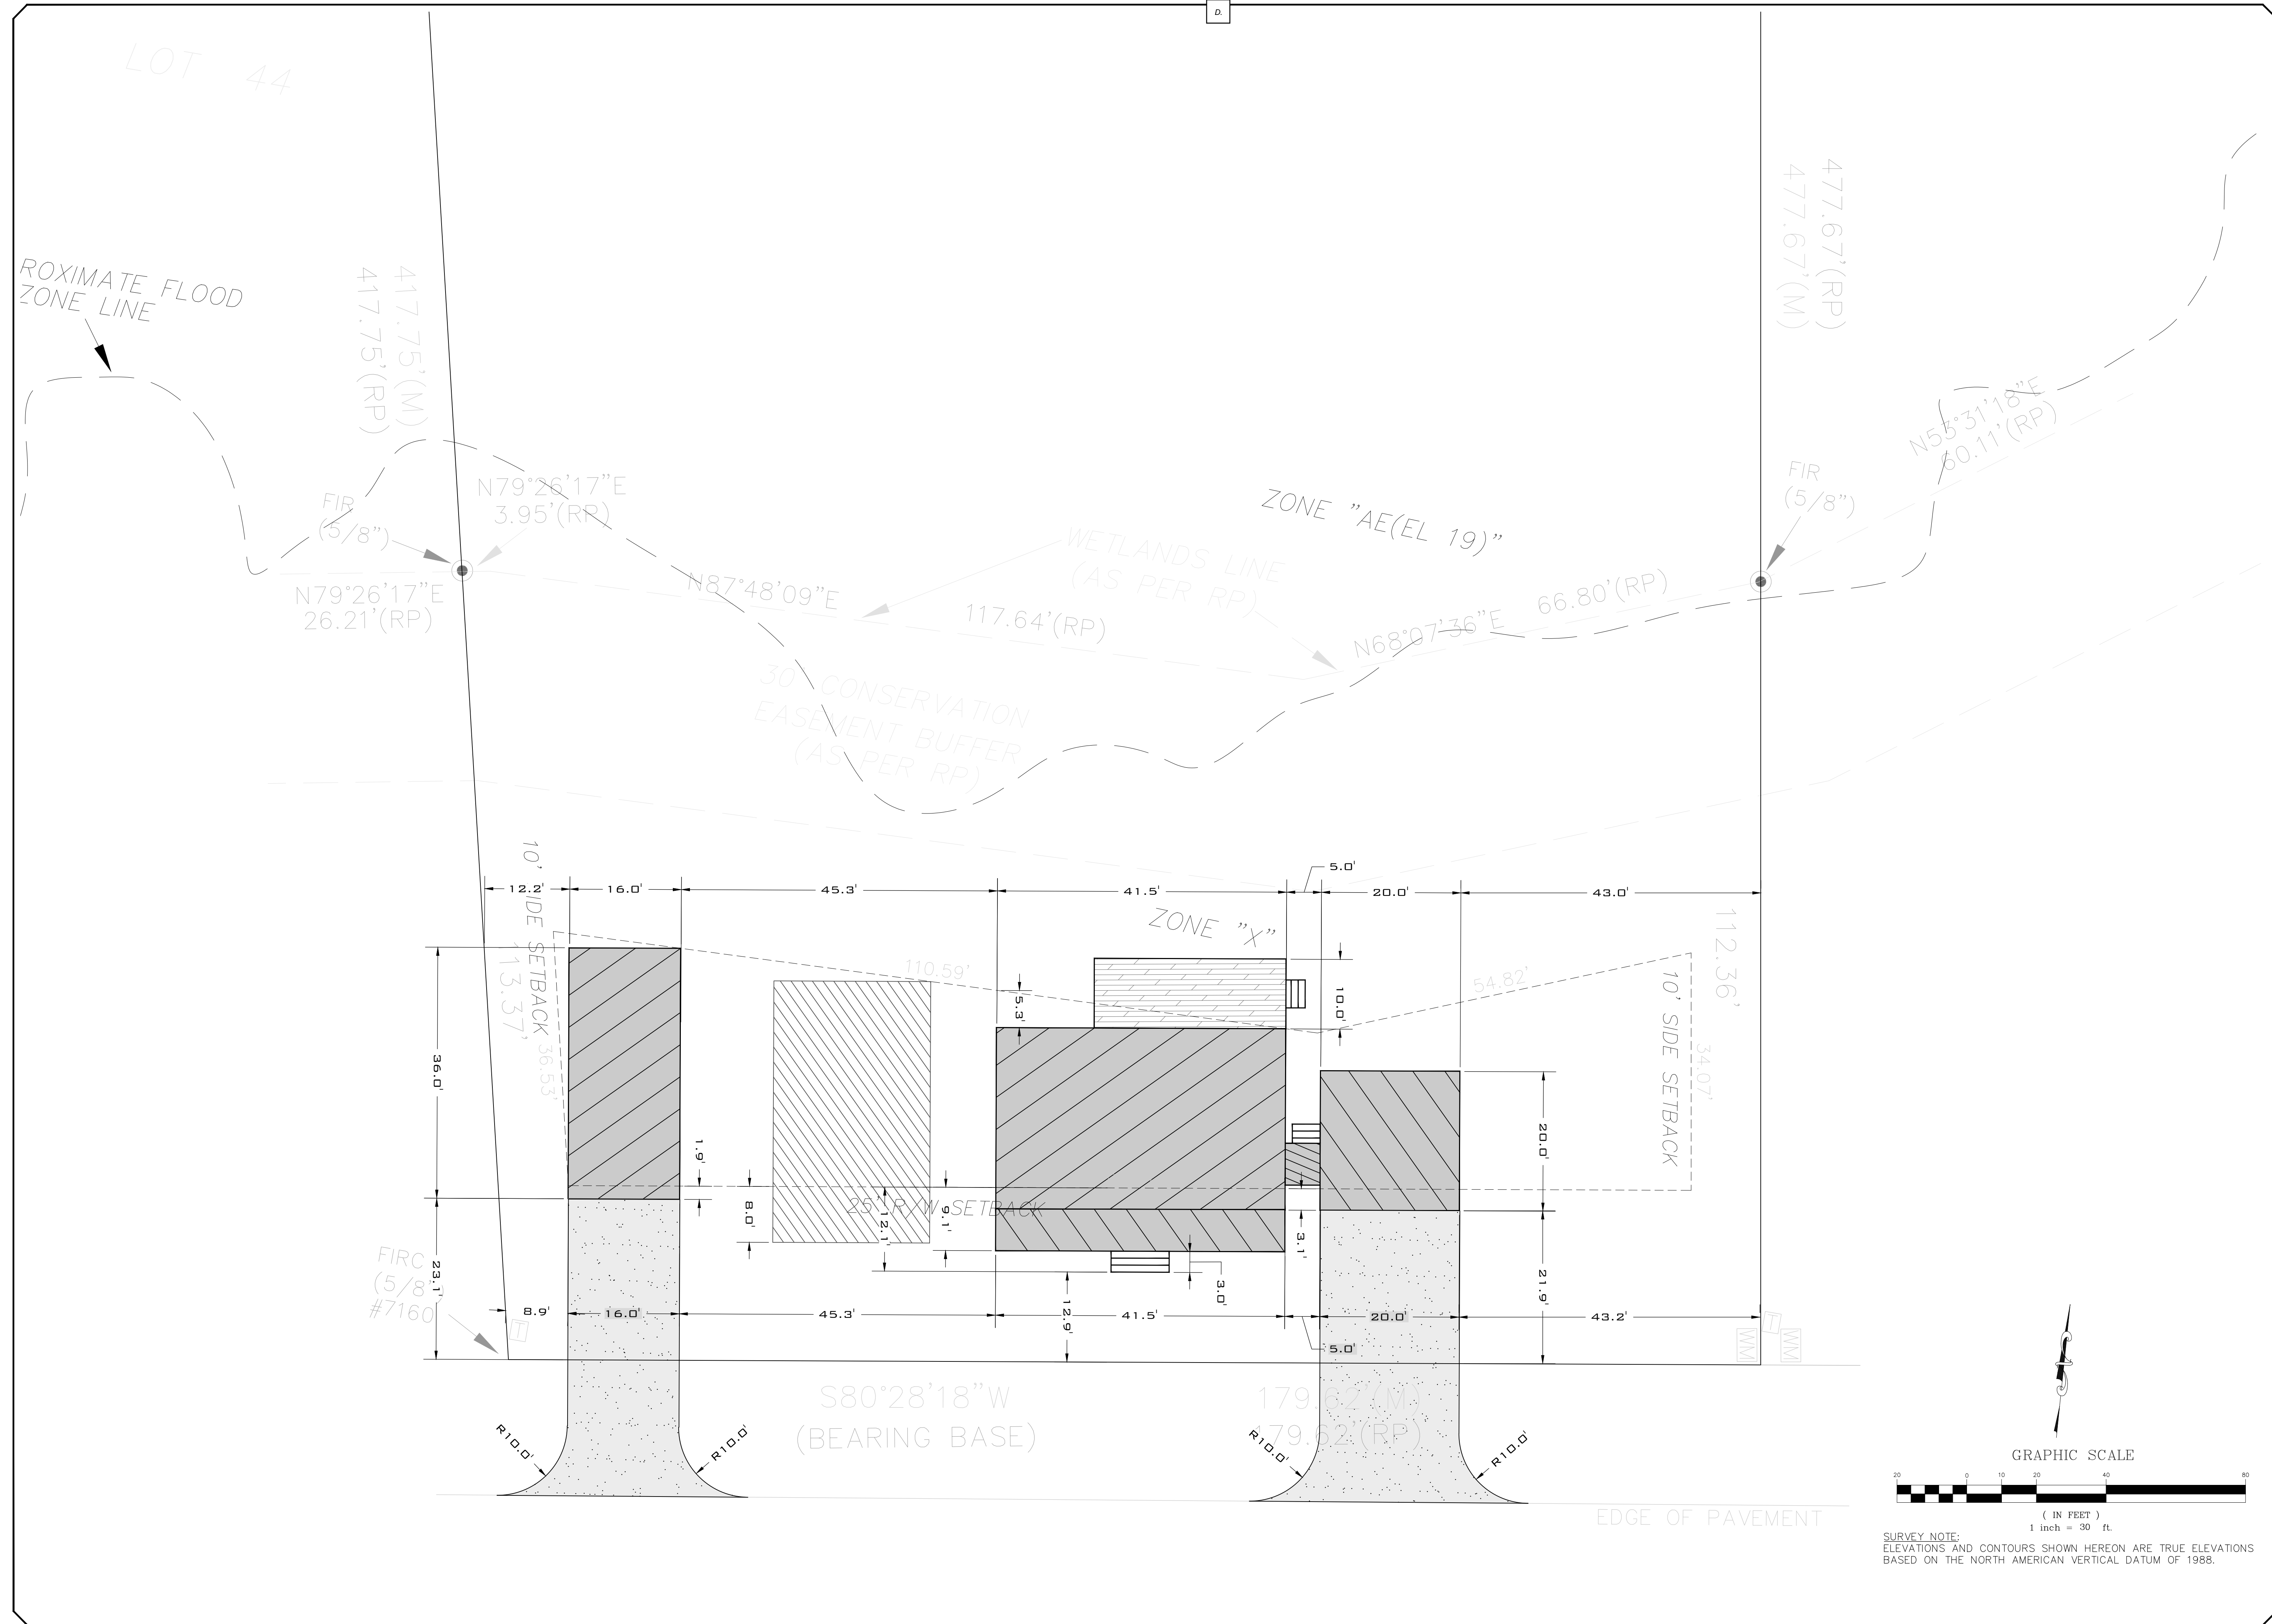 D.
LOT 44
ROXIMATE FLOOD
ZONE LINE
417.75'(RP)
417.75'(M)
477.67'(M)
477.67'(RP)
N53°31'18"E
60.11'(RP)
FIR
(5/8")
N79°26'17"E
3.95'(RP)
ZONE "AE(EL 19)"
FIR
(5/8")
WETLANDS LINE
(AS PER RP)
N79°26'17"E
26.21'(RP)
N87°48'09"E
117.64'(RP)
N68°07'36"E
66.80'(RP)
30' CONSERVATION
EASEMENT BUFFER
(AS PER RP)
5.0'
12.2'
16.0'
45.3'
41.5'
20.0'
43.0'
10' SIDE SETBACK
113.37'
36.53'
ZONE "X"
112.36'
110.59'
54.82'
5.3'
10.0'
10' SIDE SETBACK
34.07'
36.0'
20.0'
1.9'
8.0'
25' R/W SETBACK
12.1'
9.1'
3.1'
3.0'
FIRC
(5/8")
#7160
23.1'
21.9'
T
8.9'
16.0'
45.3'
12.9'
41.5'
20.0'
43.2'
5.0'
T
WM
WM
S80°28'18"W
(BEARING BASE)
179.62'(M)
179.62'(RP)
R10.0'
R10.0'
R10.0'
R10.0'
EDGE OF PAVEMENT
GRAPHIC SCALE
20 0 10 20 40 80
( IN FEET )
1 inch = 30 ft.
SURVEY NOTE:
ELEVATIONS AND CONTOURS SHOWN HEREON ARE TRUE ELEVATIONS
BASED ON THE NORTH AMERICAN VERTICAL DATUM OF 1988.